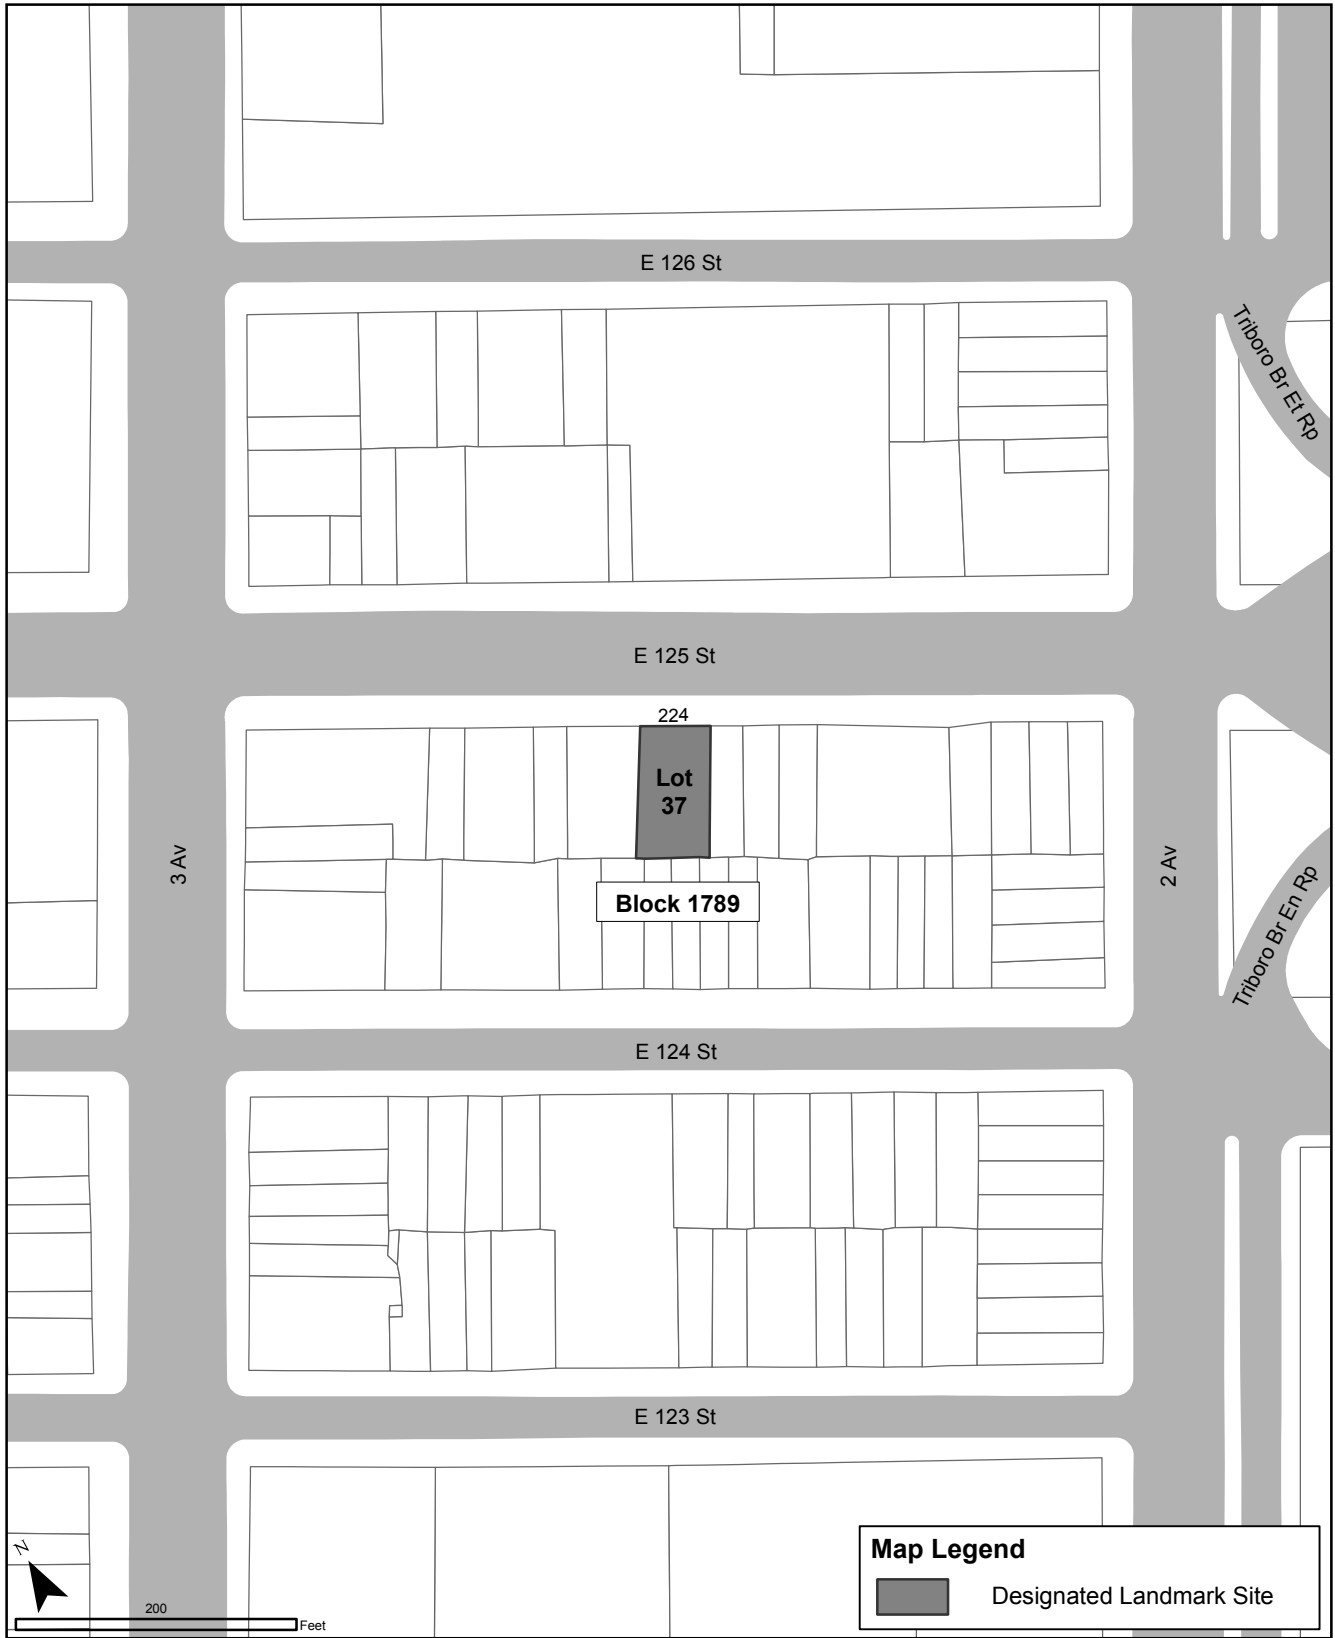 E 126 St
Triboro Br Et Rp
E 125 St
224
Lot
37
3 Av
2 Av
Block 1789
Triboro Br En Rp
E 124 St
E 123 St
N
200
Feet
Map Legend
Designated Landmark Site